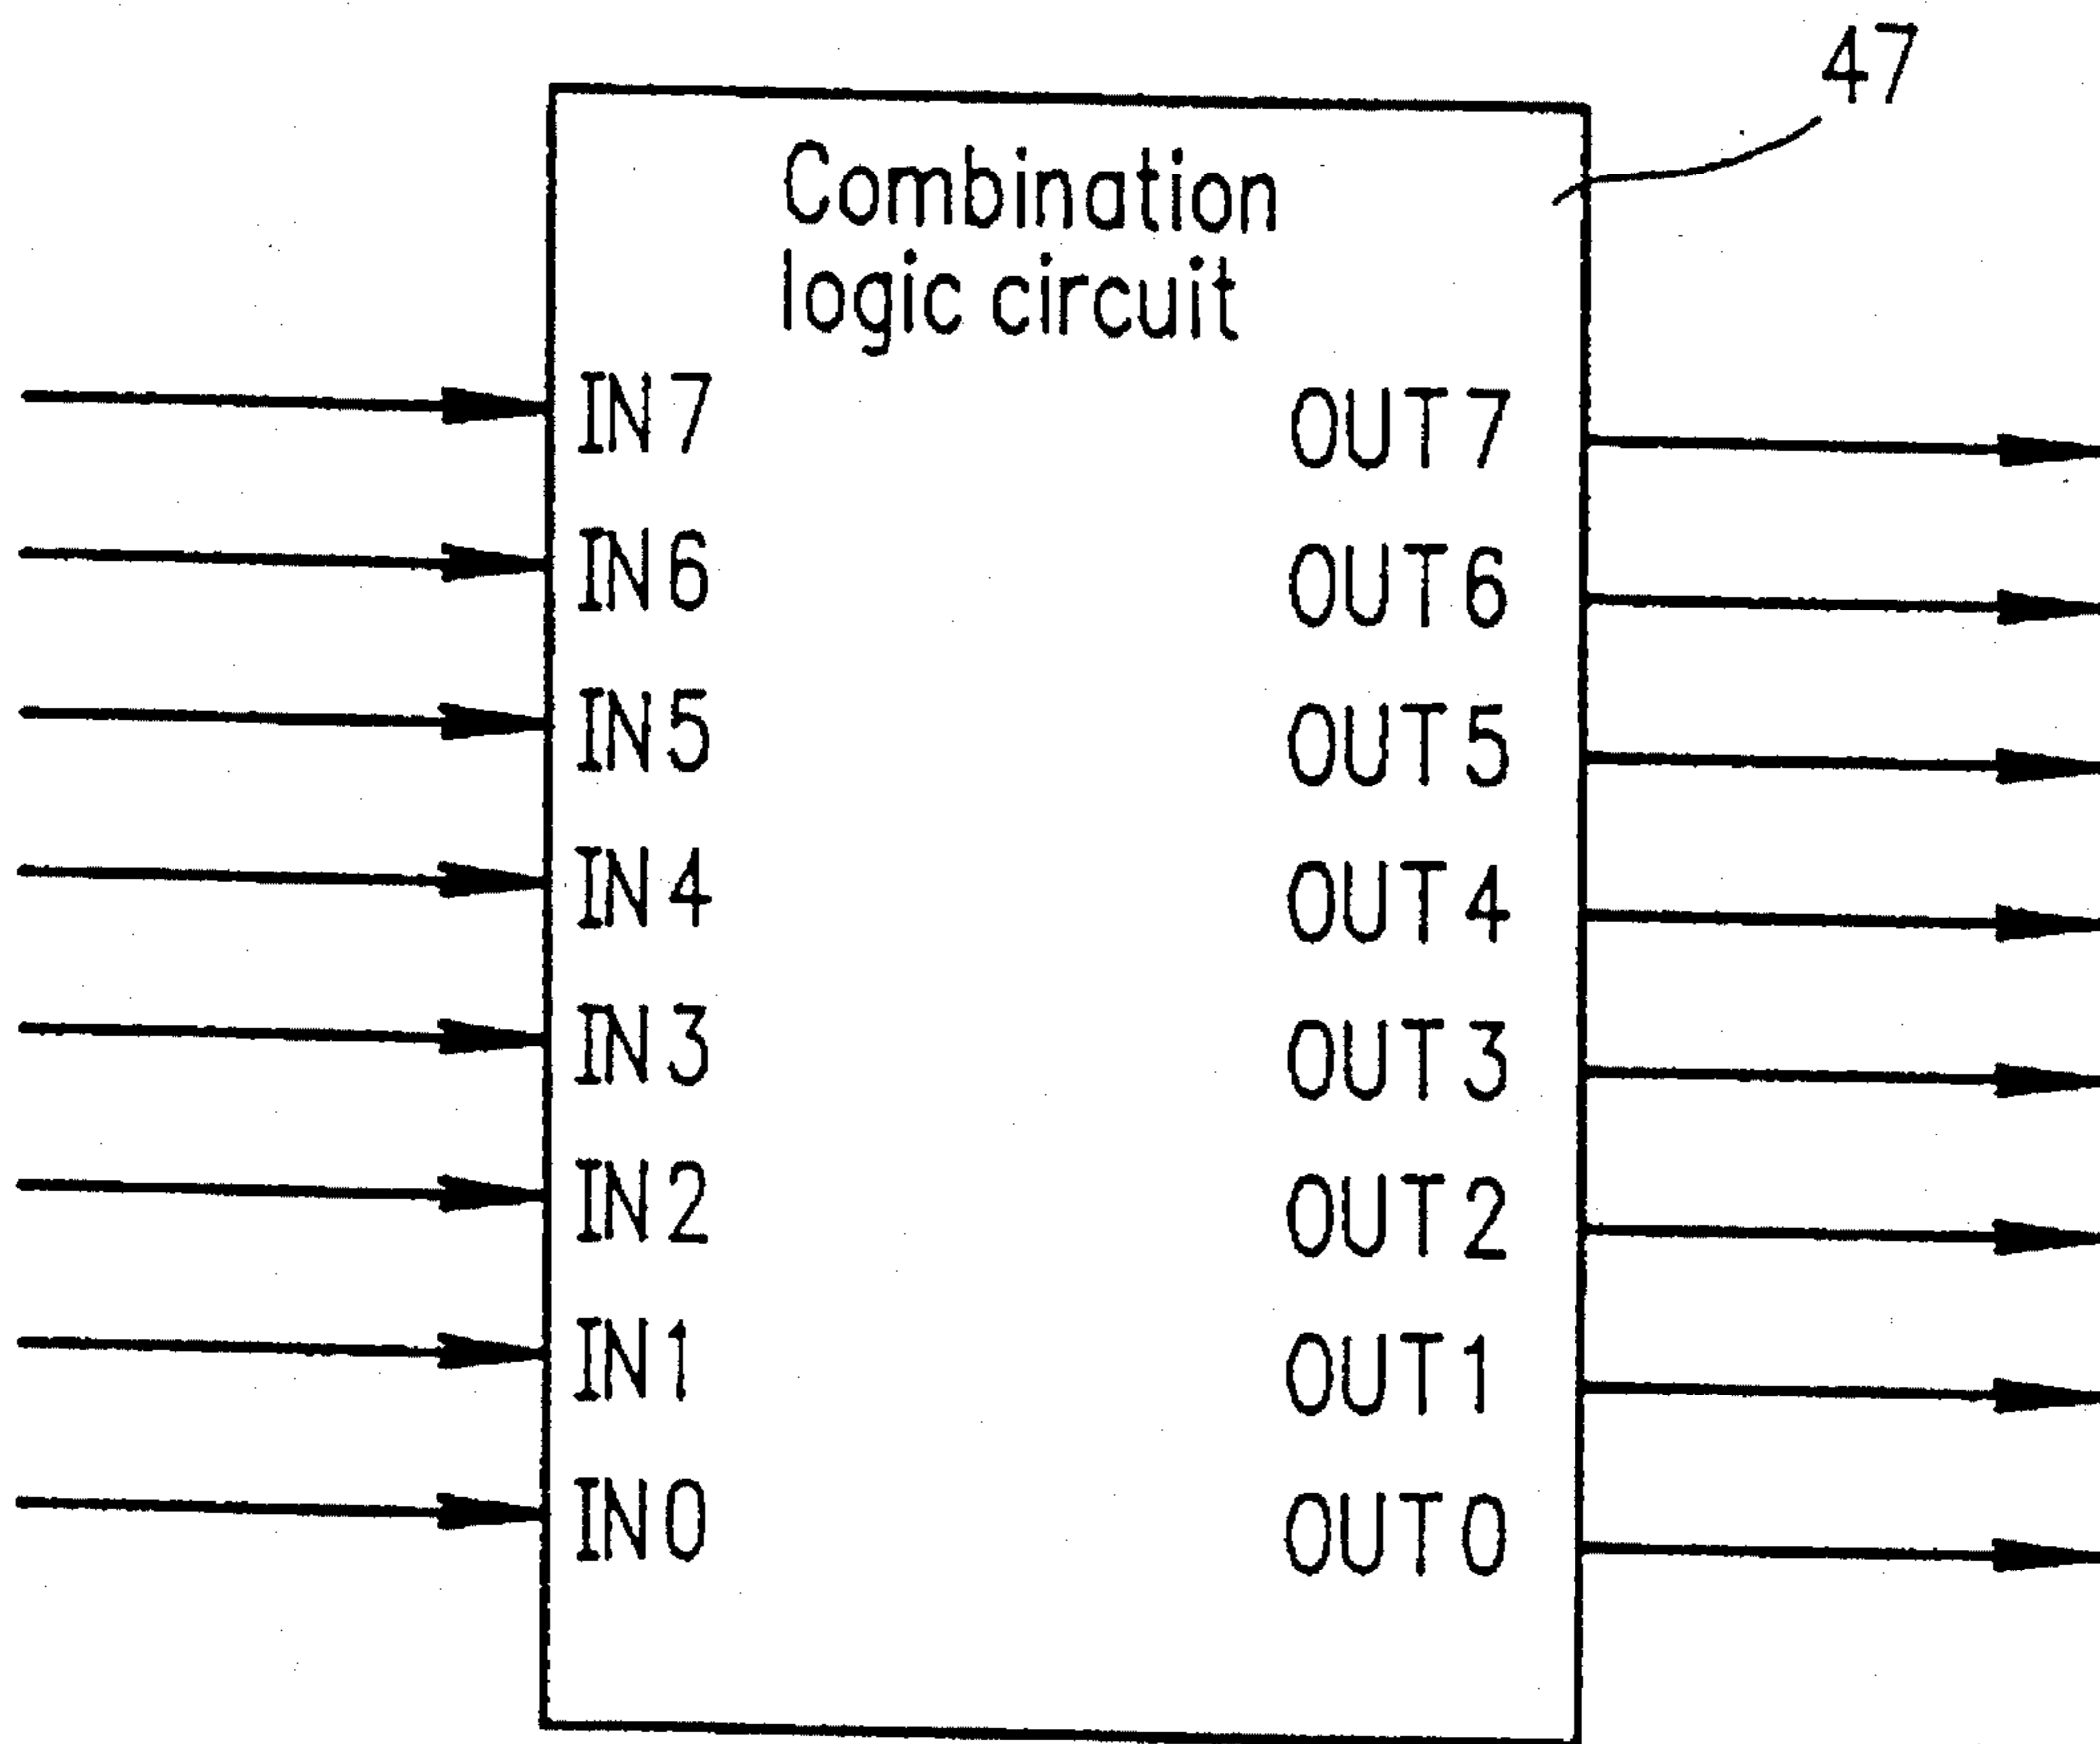 47
Combination
logic circuit
IN7
OUT7
IN6
OUT6
IN5
OUT5
IN4
OUT4
IN3
OUT3
IN2
OUT2
IN1
OUT1
IN0
OUT0